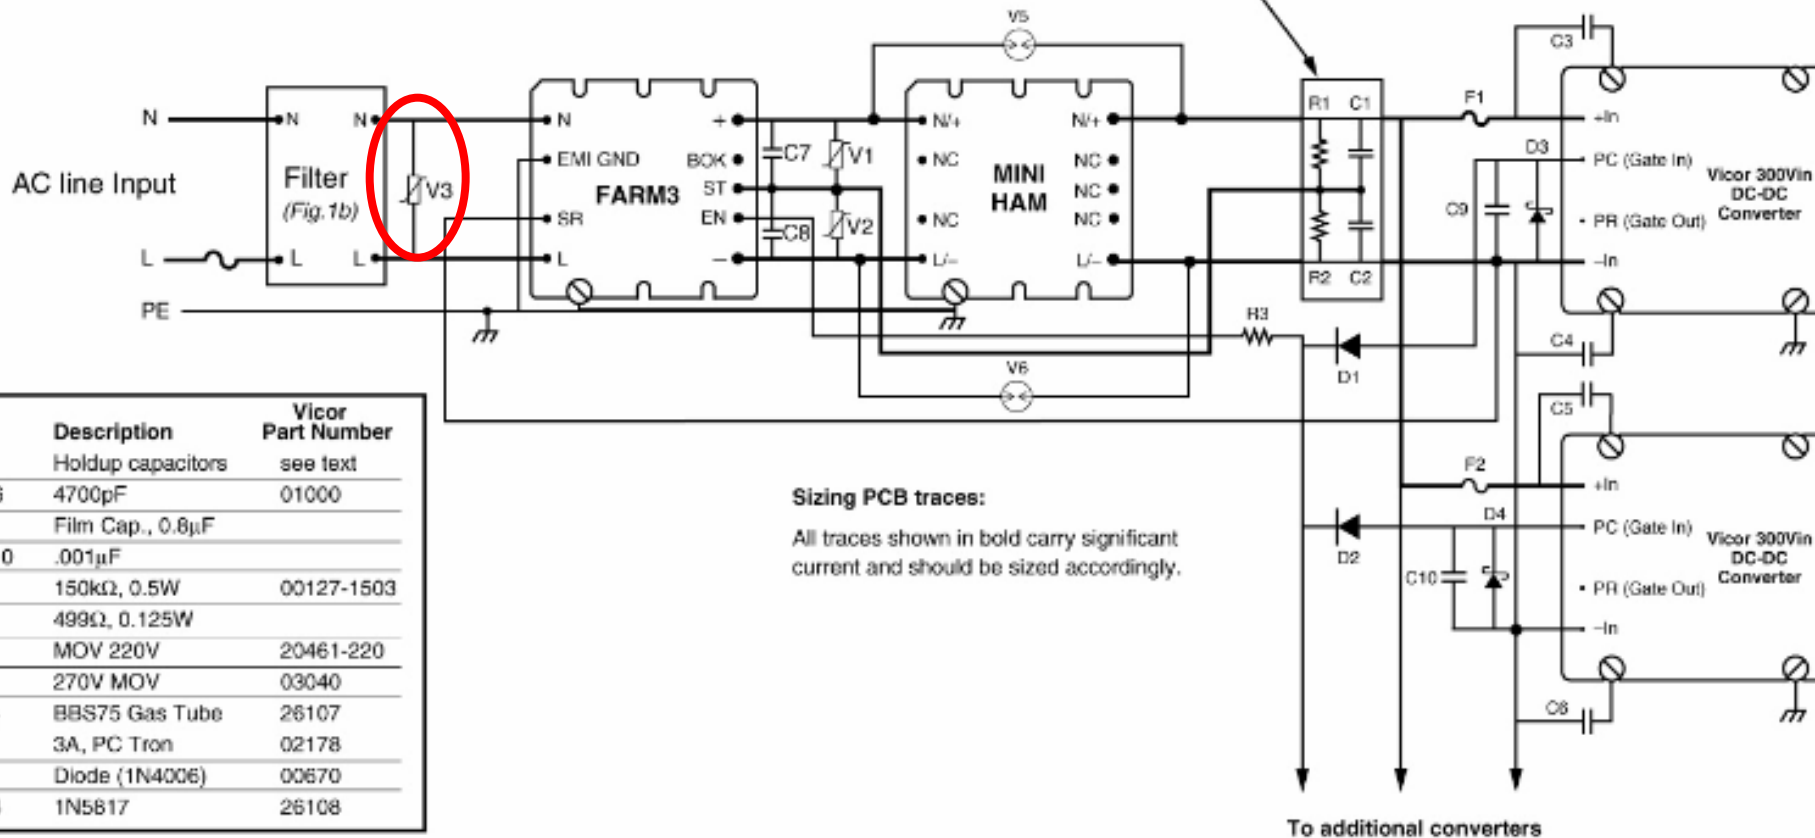 V5
C3
N
N
N
V3
N
EMI GND
SR
L
FARM3
+
BOK
ST
EN
−
C7
V1
C8
V2
N/+
NC
NC
L/−
MINI
HAM
N/+
NC
NC
NC
L/−
R1 C1
R2 C2
F1
+In
D3
PC (Gate In)
Vicor 300Vin
DC-DC
Converter
C9
PR (Gate Out)
−In
AC line Input
Filter
(Fig.1b)
L
L
L
PE
R3
C4
D1
V6
C5
F2
+In
D4
PC (Gate In)
Vicor 300Vin
DC-DC
Converter
D2
C10
PR (Gate Out)
−In
C6
Vicor
Description Part Number
Holdup capacitors see text
4700pF 01000
Film Cap., 0.8µF
0 .001µF
150kΩ, 0.5W 00127-1503
499Ω, 0.125W
MOV 220V 20461-220
270V MOV 03040
BBS75 Gas Tube 26107
3A, PC Tron 02178
Diode (1N4006) 00670
1N5817 26108
Sizing PCB traces:
All traces shown in bold carry significant
current and should be sized accordingly.
To additional converters